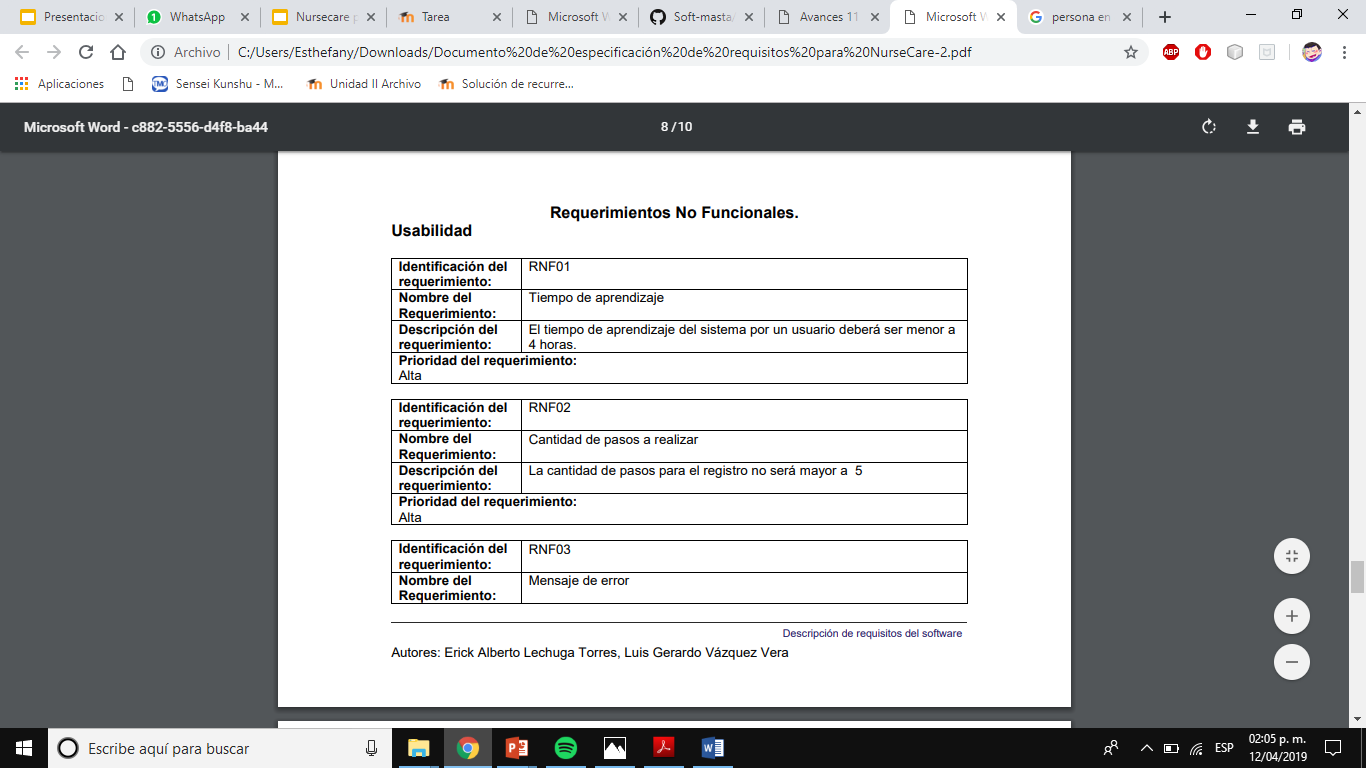 Presentacio
WhatsApp
Nursecare p
Tarea
Microsoft W
Soft-masta/
Avances 11
Microsoft W
persona en
Archivo
C:/Users/Esthefany/Downloads/Documento%20de%20especificación%20de%20requisitos%20para%20NurseCare-2.pdf
ABP
Aplicaciones
Sensei Kunshu - M...
Unidad II Archivo
Solución de recurre...
Microsoft Word - c882-5556-d4f8-ba44
8 / 10
Requerimientos No Funcionales.
Usabilidad
Identificación del
requerimiento:
RNF01
Nombre del
Requerimiento:
Tiempo de aprendizaje
Descripción del
requerimiento:
El tiempo de aprendizaje del sistema por un usuario deberá ser menor a
4 horas.
Prioridad del requerimiento:
Alta
Identificación del
requerimiento:
RNF02
Nombre del
Requerimiento:
Cantidad de pasos a realizar
Descripción del
requerimiento:
La cantidad de pasos para el registro no será mayor a  5
Prioridad del requerimiento:
Alta
Identificación del
requerimiento:
RNF03
Nombre del
Requerimiento:
Mensaje de error
Descripción de requisitos del software
Autores: Erick Alberto Lechuga Torres, Luis Gerardo Vázquez Vera
Escribe aquí para buscar
ESP
02:05 p. m.
12/04/2019